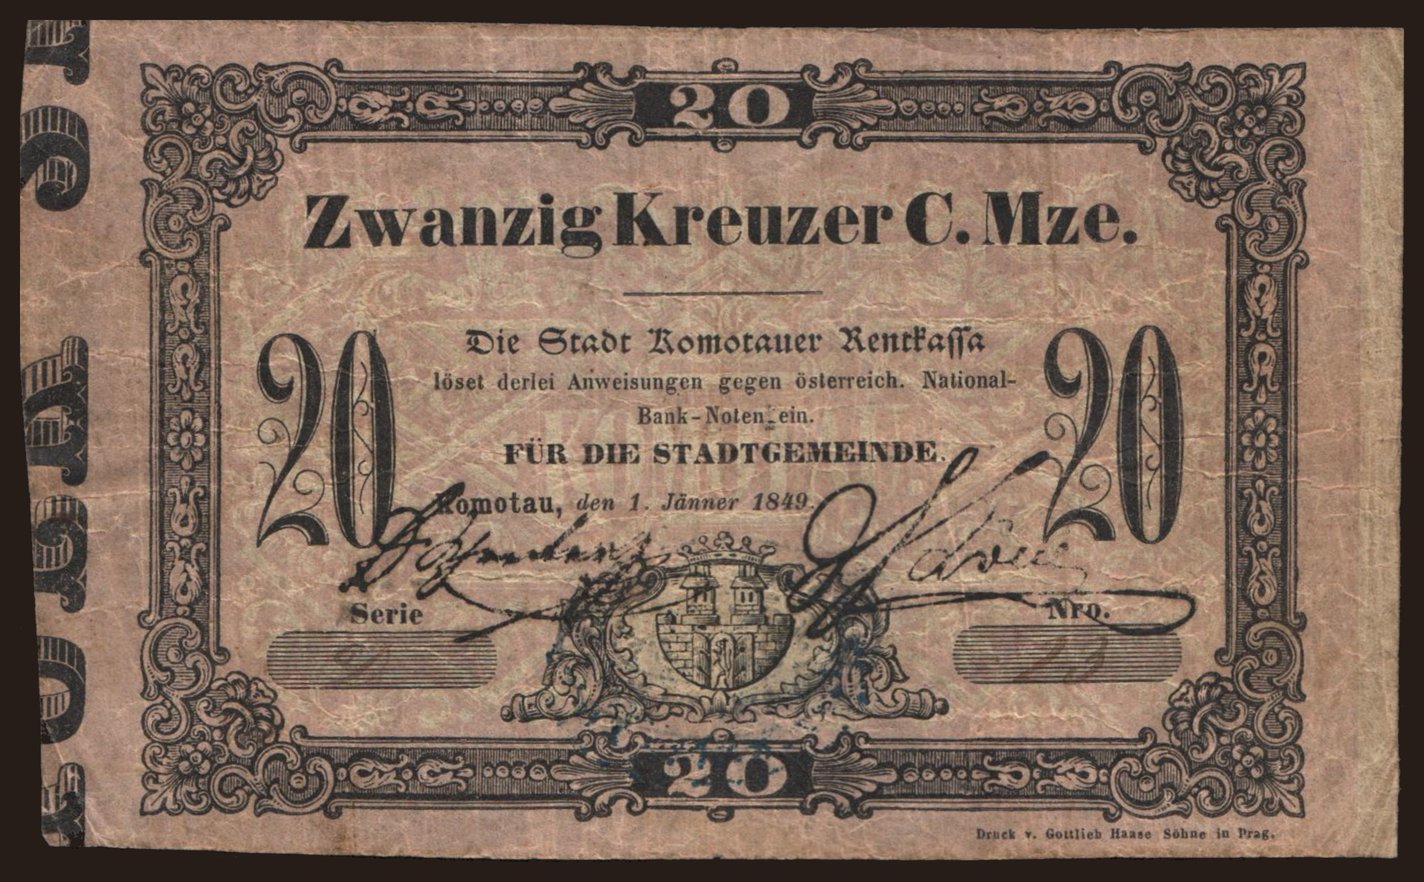 20
Zwanzig Kreuzer C. Mze.
20
Die Stadt Komotauer Rentkassa
20
löset derlei Anweisungen gegen österreich. National-
Bank-Noten ein.
FÜR DIE STADTGEMEINDE.
Komotau, den 1. Jänner 1849.
Serie
Nro.
23
20
Druck v. Gottlieb Haase Söhne in Prag.